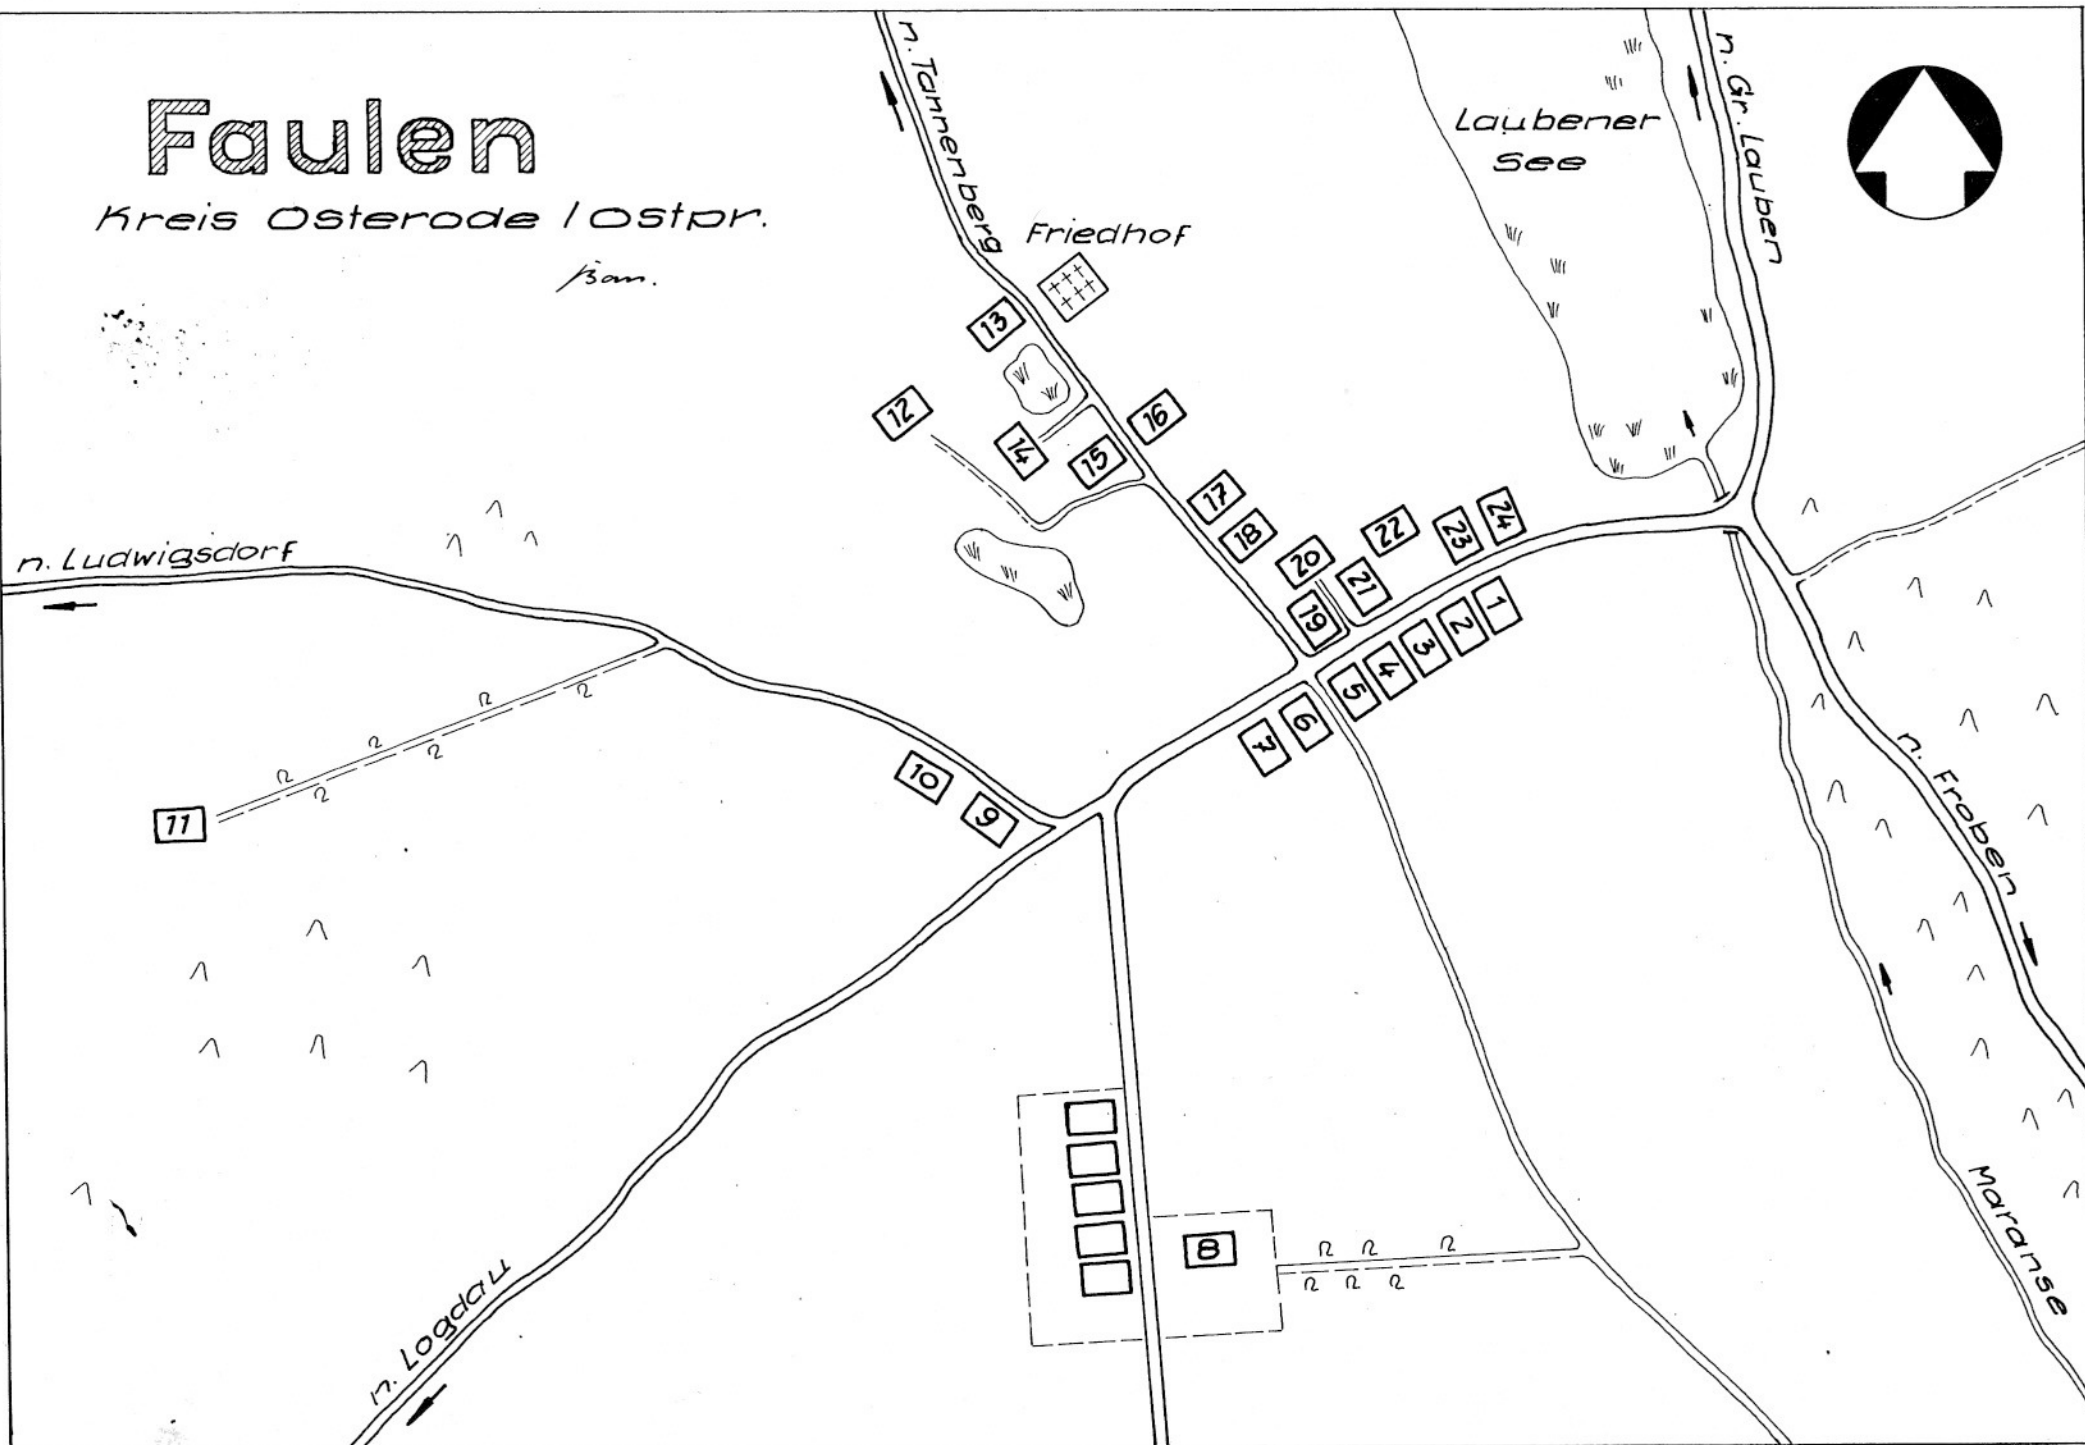 Faulen
Kreis Osterode / Ostpr.
n. Tannenberg
Friedhof
Laubener
See
n. Gr. Lauben
13
12
14
15
16
17
18
20
19
21
22
23
24
1
2
3
4
5
6
7
n. Ludwigsdorf
10
9
11
n. Froben
8
Maranse
n. Logdau